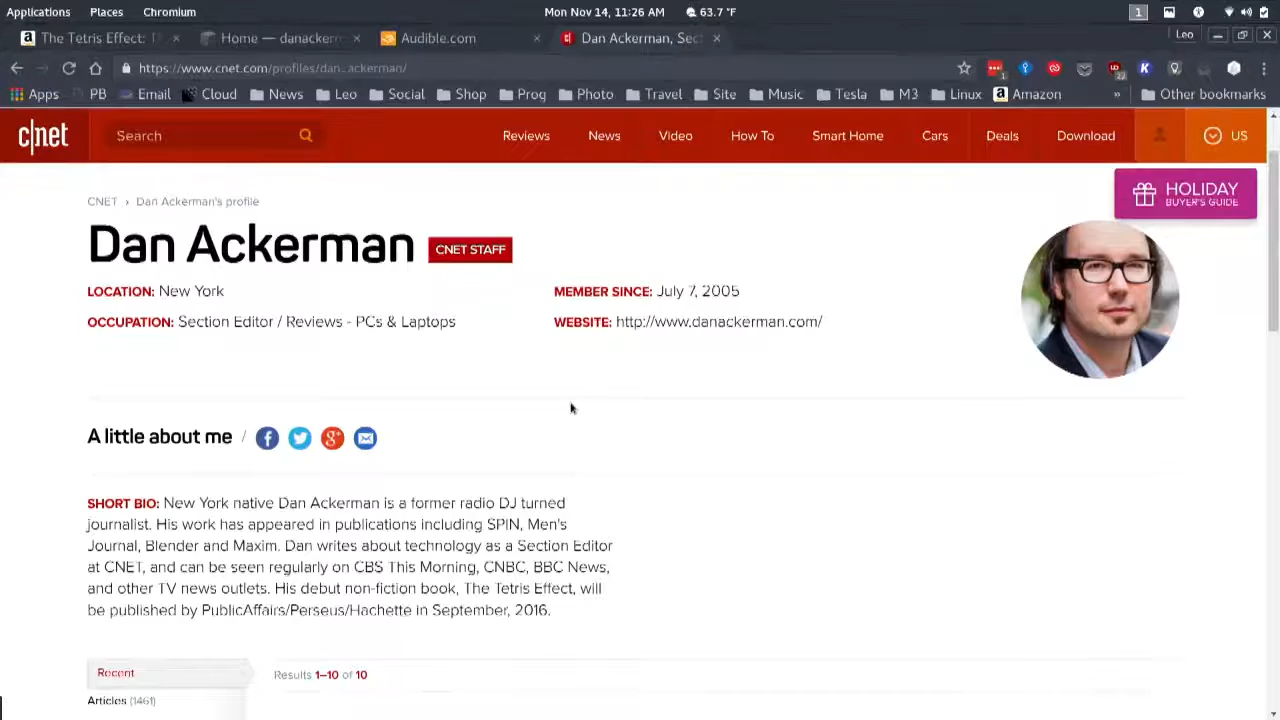 Applications Places Chromium Mon Nov 14, 11:26 AM 63.7 °F 1
The Tetris Effect: T Home — danackerm Audible.com Dan Ackerman, Sec Leo
https://www.cnet.com/profiles/dan_ackerman/
Apps PB Email Cloud News Leo Social Shop Prog Photo Travel Site Music Tesla M3 Linux Amazon » Other bookmarks
c|net Search Reviews News Video How To Smart Home Cars Deals Download US
HOLIDAY
BUYER'S GUIDE
CNET › Dan Ackerman's profile
Dan Ackerman CNET STAFF
LOCATION: New York MEMBER SINCE: July 7, 2005
OCCUPATION: Section Editor / Reviews - PCs & Laptops WEBSITE: http://www.danackerman.com/
A little about me /
SHORT BIO: New York native Dan Ackerman is a former radio DJ turned
journalist. His work has appeared in publications including SPIN, Men's
Journal, Blender and Maxim. Dan writes about technology as a Section Editor
at CNET, and can be seen regularly on CBS This Morning, CNBC, BBC News,
and other TV news outlets. His debut non-fiction book, The Tetris Effect, will
be published by PublicAffairs/Perseus/Hachette in September, 2016.
Recent Results 1–10 of 10
Articles (1461)